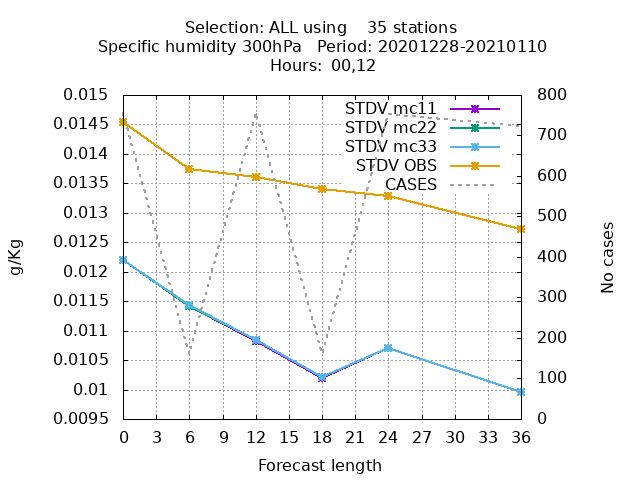 Selection: ALL using    35 stations
Specific humidity 300hPa   Period: 20201228-20210110
Hours:  00,12
0.015
0.0145
0.014
0.0135
0.013
0.0125
0.012
0.0115
0.011
0.0105
0.01
0.0095
g/Kg
STDV mc11
STDV mc22
STDV mc33
STDV OBS
CASES
800
700
600
500
400
300
200
100
0
No cases
0 3 6 9 12 15 18 21 24 27 30 33 36
Forecast length